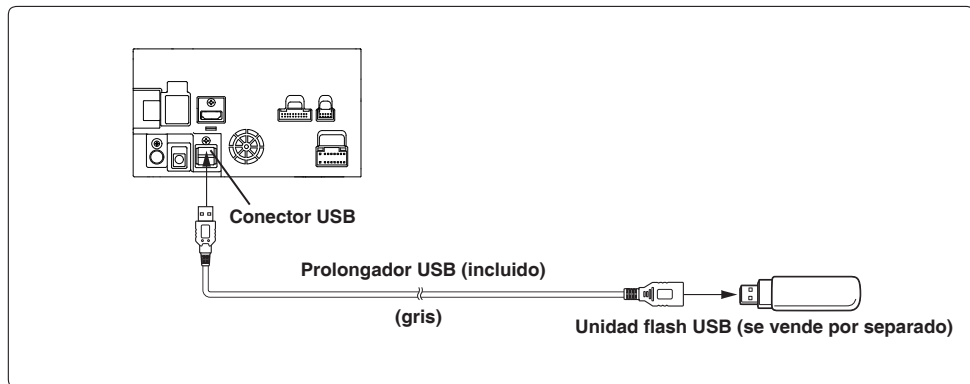 Conector USB
Prolongador USB (incluido)
(gris)
Unidad flash USB (se vende por separado)